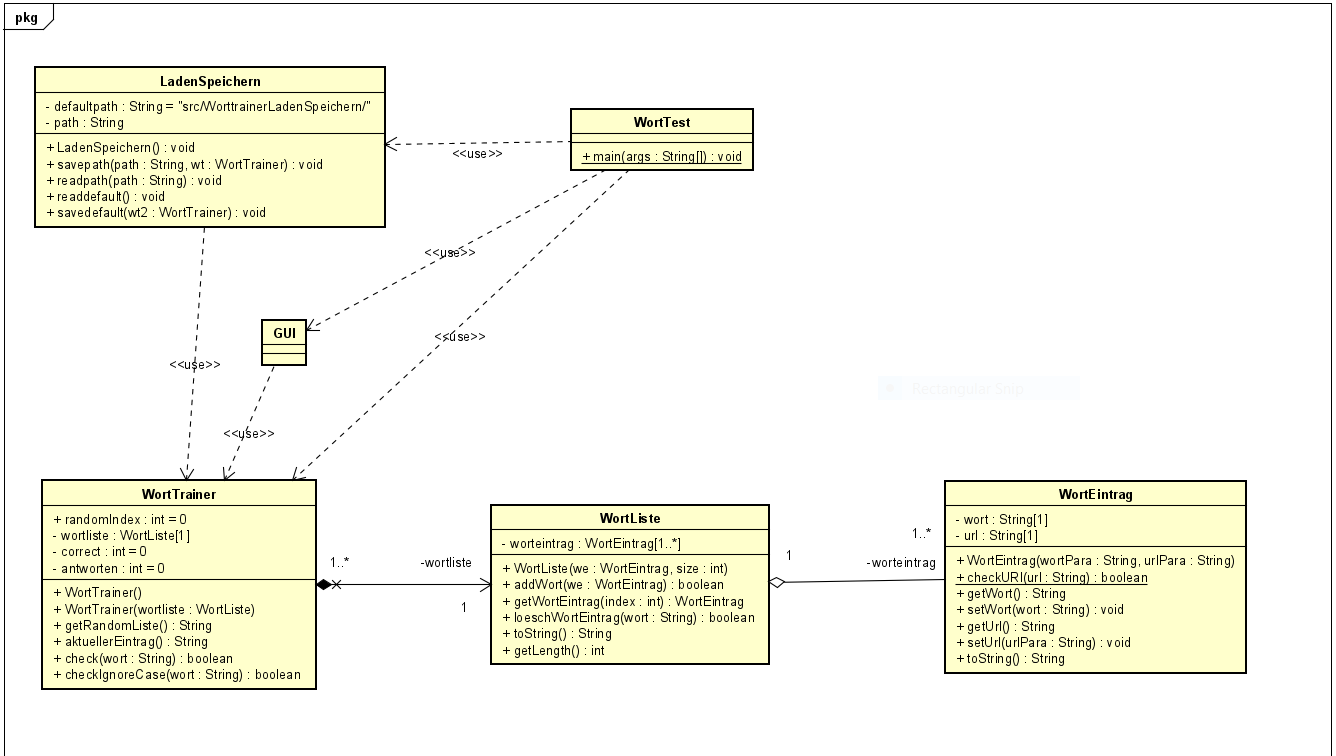 pkg
LadenSpeichern
- defaultpath : String = "src/WorttrainerLadenSpeichern/"
- path : String
+ LadenSpeichern() : void
+ savepath(path : String, wt : WortTrainer) : void
+ readpath(path : String) : void
+ readdefault() : void
+ savedefault(wt2 : WortTrainer) : void
WortTest
+ main(args : String[]) : void
<<use>>
<<use>>
<<use>>
GUI
<<use>>
<<use>>
Rectangular Snip
WortTrainer
+ randomIndex : int = 0
- wortliste : WortListe[1]
- correct : int = 0
- antworten : int = 0
+ WortTrainer()
+ WortTrainer(wortliste : WortListe)
+ getRandomListe() : String
+ aktuellerEintrag() : String
+ check(wort : String) : boolean
+ checkIgnoreCase(wort : String) : boolean
1..*
-wortliste
1
WortListe
- worteintrag : WortEintrag[1..*]
+ WortListe(we : WortEintrag, size : int)
+ addWort(we : WortEintrag) : boolean
+ getWortEintrag(index : int) : WortEintrag
+ loeschWortEintrag(wort : String) : boolean
+ toString() : String
+ getLength() : int
1
1..*
-worteintrag
WortEintrag
- wort : String[1]
- url : String[1]
+ WortEintrag(wortPara : String, urlPara : String)
+ checkURl(url : String) : boolean
+ getWort() : String
+ setWort(wort : String) : void
+ getUrl() : String
+ setUrl(urlPara : String) : void
+ toString() : String